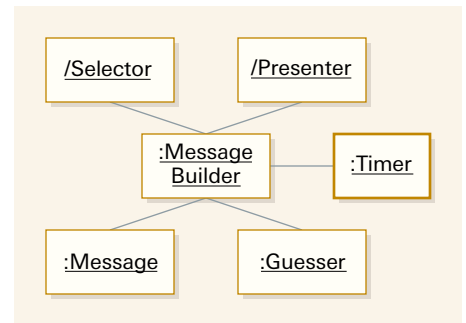 /Selector
/Presenter
:Message
Builder
:Timer
:Message
:Guesser